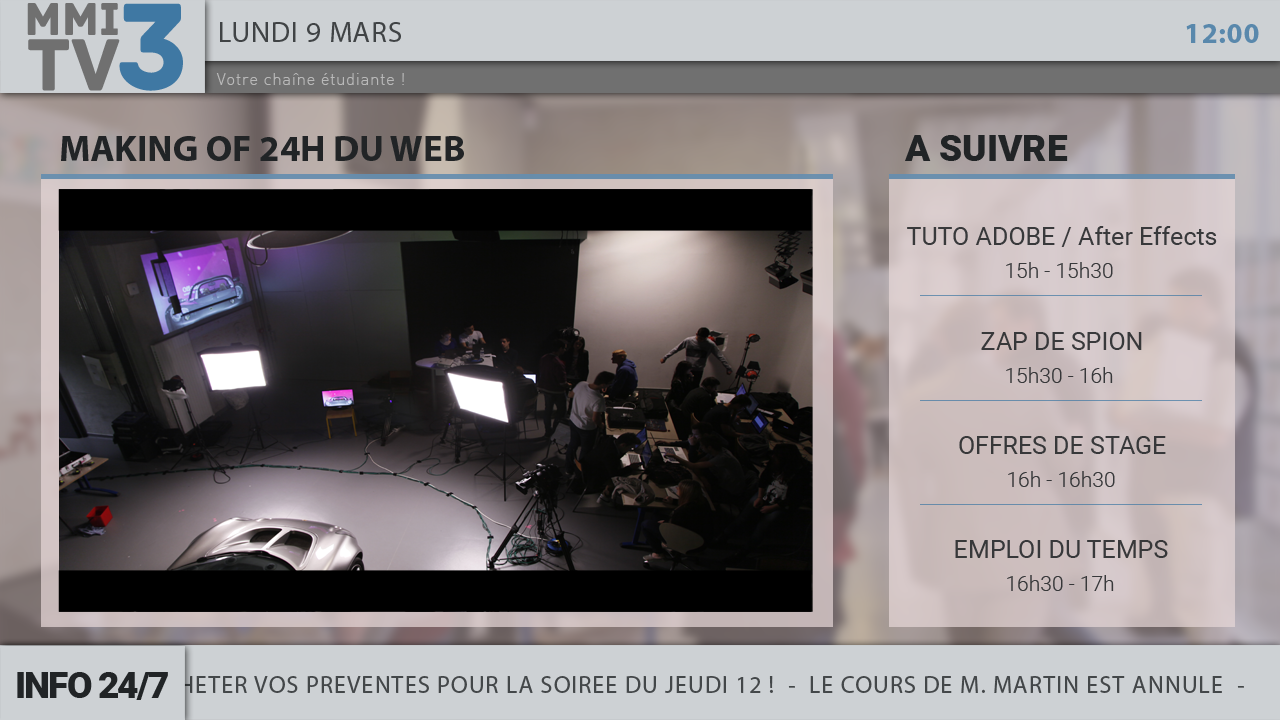 MMI
TV3
LUNDI 9 MARS
12:00
Votre chaîne étudiante !
MAKING OF 24H DU WEB
A SUIVRE
TUTO ADOBE / After Effects
15h - 15h30
ZAP DE SPION
15h30 - 16h
OFFRES DE STAGE
16h - 16h30
EMPLOI DU TEMPS
16h30 - 17h
INFO 24/7
HETER VOS PREVENTES POUR LA SOIREE DU JEUDI 12 ! - LE COURS DE M. MARTIN EST ANNULE -